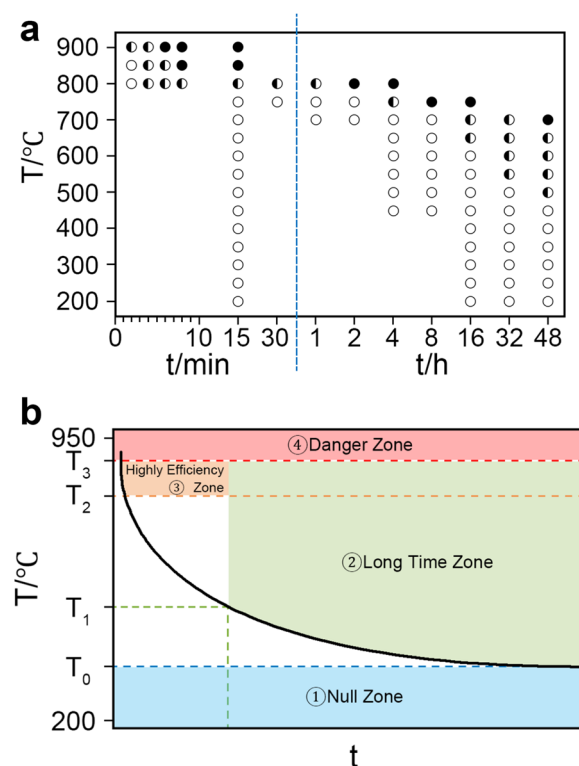 a
T/°C
900
800
700
600
500
400
300
200
0 10 15 30 1 2 4 8 16 32 48
t/min t/h
b
T/°C
950
T₃
T₂
T₁
T₀
200
④Danger Zone
Highly Efficiency
③ Zone
②Long Time Zone
①Null Zone
t